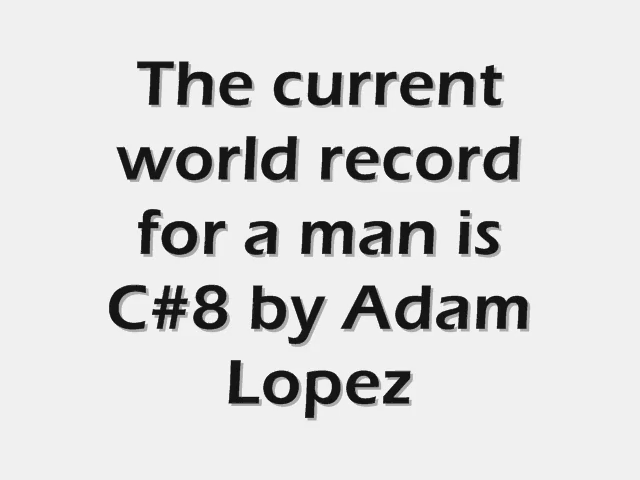 The current
world record
for a man is
C#8 by Adam
Lopez